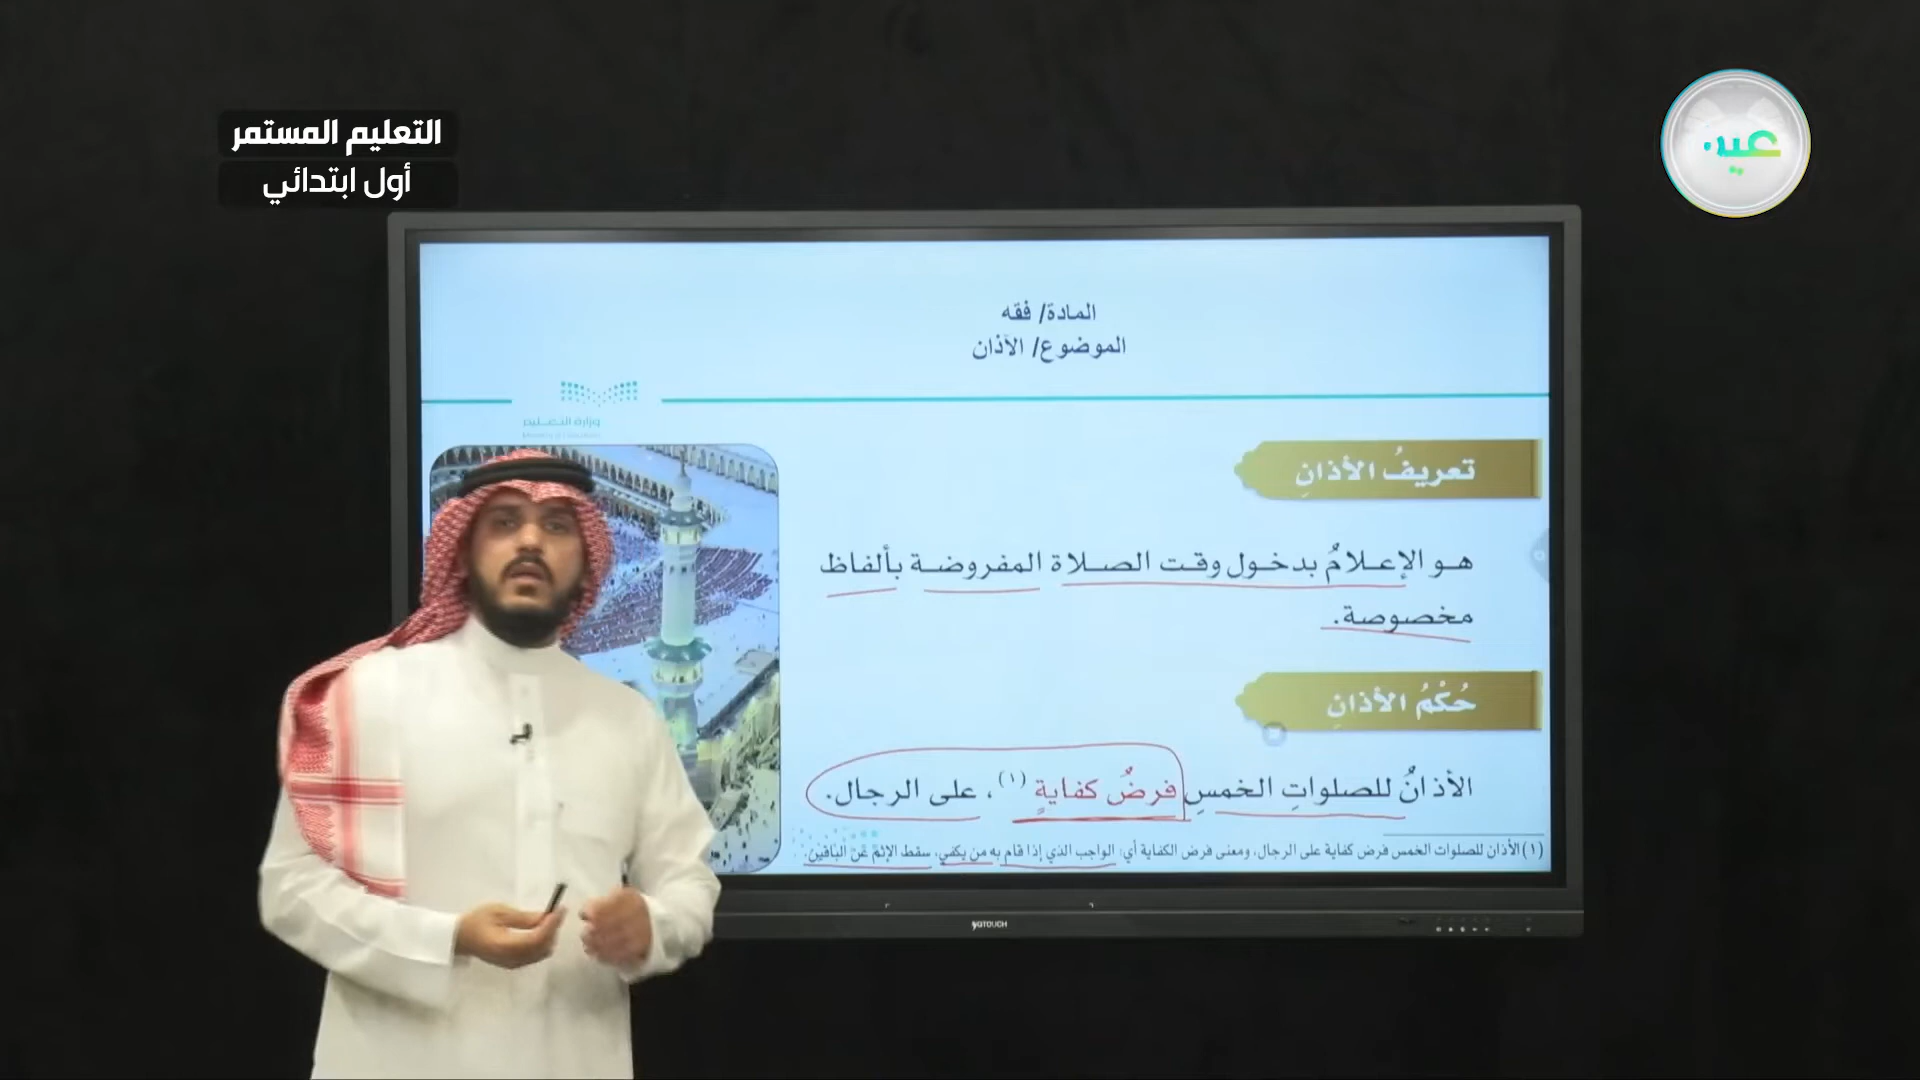 التعليم المستمر
أول ابتدائي
عين
المادة/ فقه
الموضوع/ الآذان
وزارة التعليم
تعريفُ الأذانِ
هو الإعلامُ بدخول وقت الصلاة المفروضة بألفاظ
مخصوصة.
حُكْمُ الأذانِ
الأذانُ للصلواتِ الخمسِ فرضُ كفايةٍ (١)، على الرجال.
(١) الأذان للصلوات الخمس فرض كفاية على الرجال، ومعنى فرض الكفاية أي: الواجب الذي إذا قام به من يكفي، سقط الإثم عن الباقين.
YQTOUCH